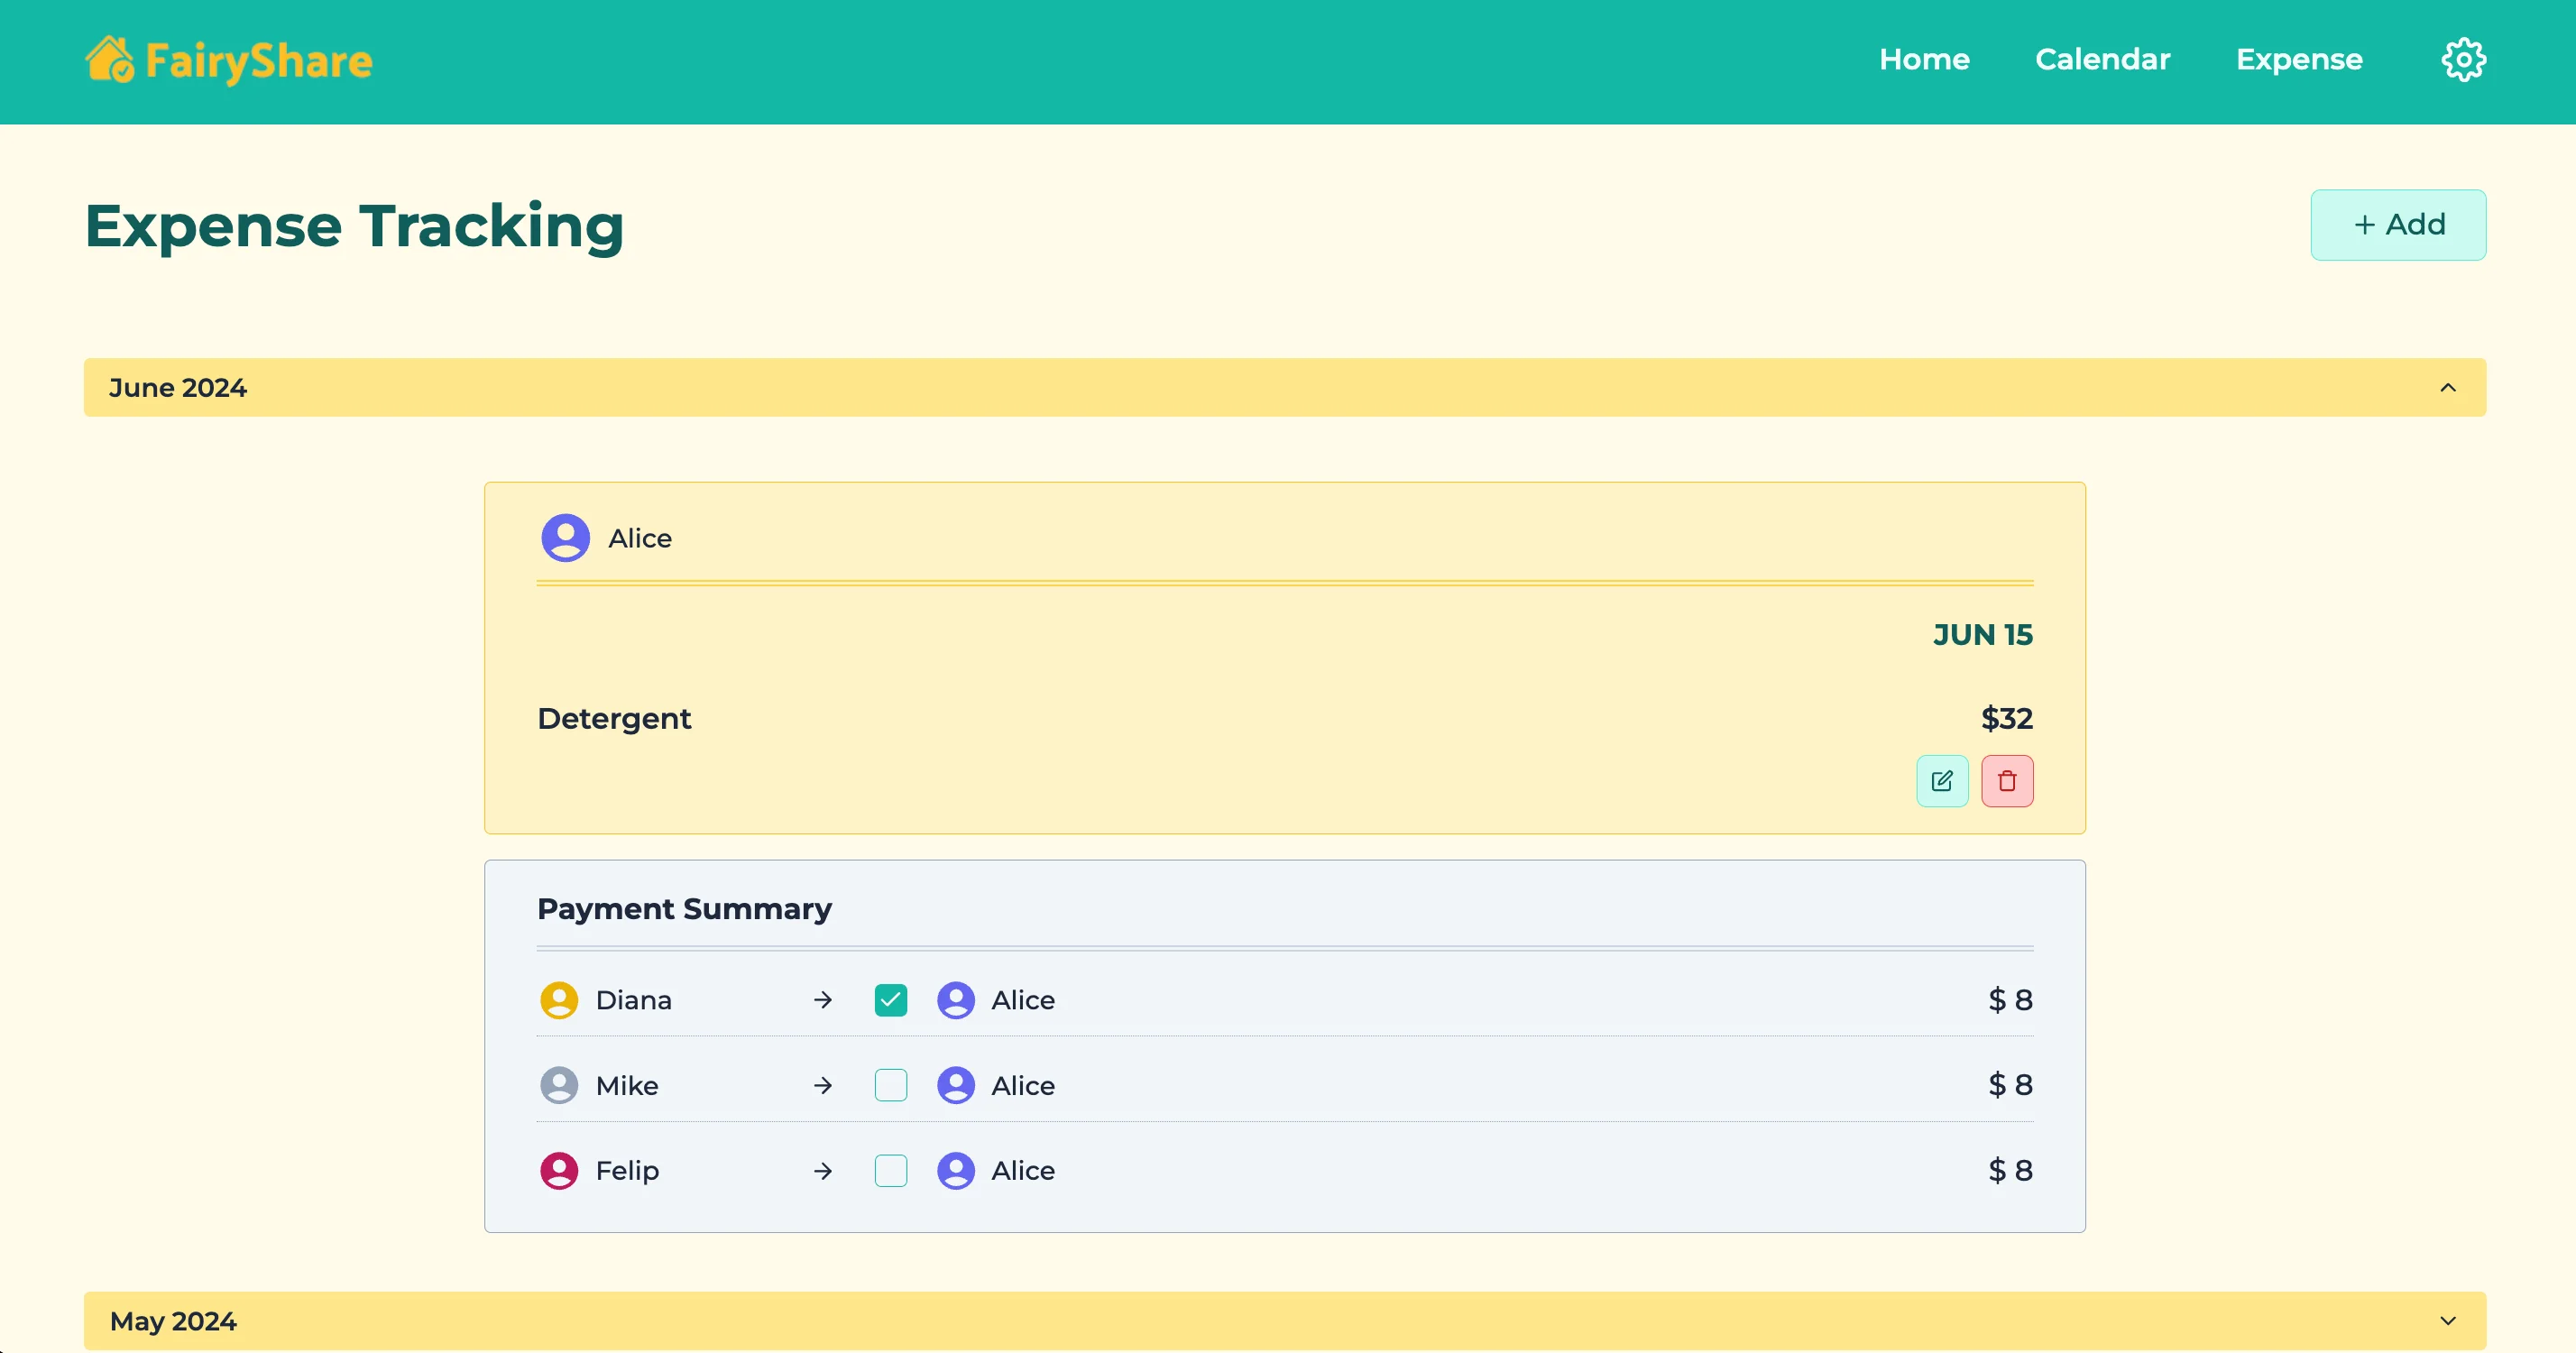 FairyShare
Home Calendar Expense
Expense Tracking
+ Add
June 2024
Alice
JUN 15
Detergent $32
Payment Summary
Diana → Alice $ 8
Mike → Alice $ 8
Felip → Alice $ 8
May 2024